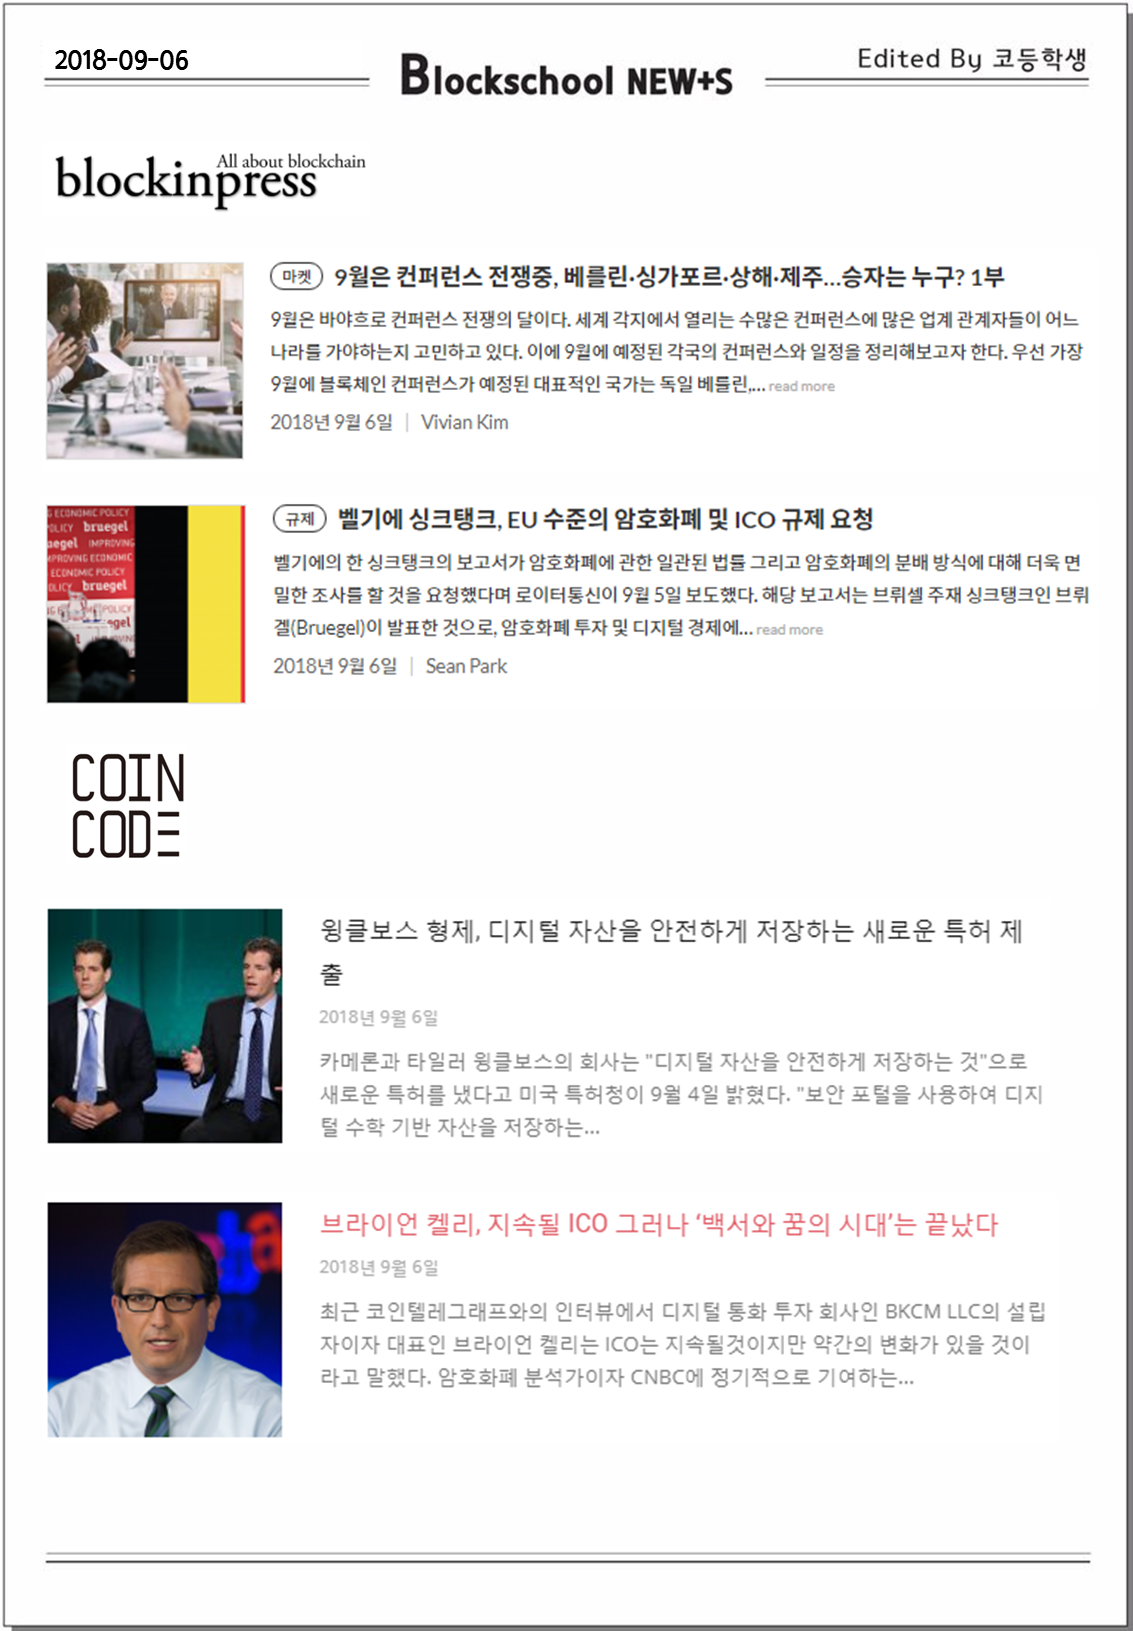 2018-09-06
Blockschool NEW+S
Edited By 코등학생
All about blockchain
blockinpress
마켓 9월은 컨퍼런스 전쟁중, 베를린·싱가포르·상해·제주…승자는 누구? 1부
9월은 바야흐로 컨퍼런스 전쟁의 달이다. 세계 각지에서 열리는 수많은 컨퍼런스에 많은 업계 관계자들이 어느
나라를 가야하는지 고민하고 있다. 이에 9월에 예정된 각국의 컨퍼런스와 일정을 정리해보고자 한다. 우선 가장
9월에 블록체인 컨퍼런스가 예정된 대표적인 국가는 독일 베를린,... read more
2018년 9월 6일 | Vivian Kim
G ECONOMIC POLICY
OLICY bruegel
uegel IMPROVING
MPROVING ECONOMIC
ECONOMIC POLICY
OLICY bruegel
규제 벨기에 싱크탱크, EU 수준의 암호화폐 및 ICO 규제 요청
벨기에의 한 싱크탱크의 보고서가 암호화폐에 관한 일관된 법률 그리고 암호화폐의 분배 방식에 대해 더욱 면
밀한 조사를 할 것을 요청했다며 로이터통신이 9월 5일 보도했다. 해당 보고서는 브뤼셀 주재 싱크탱크인 브뤼
겔(Bruegel)이 발표한 것으로, 암호화폐 투자 및 디지털 경제에... read more
2018년 9월 6일 | Sean Park
COIN
CODE
윙클보스 형제, 디지털 자산을 안전하게 저장하는 새로운 특허 제
출
2018년 9월 6일
카메론과 타일러 윙클보스의 회사는 "디지털 자산을 안전하게 저장하는 것"으로
새로운 특허를 냈다고 미국 특허청이 9월 4일 밝혔다. "보안 포털을 사용하여 디지
털 수학 기반 자산을 저장하는...
브라이언 켈리, 지속될 ICO 그러나 ‘백서와 꿈의 시대’는 끝났다
2018년 9월 6일
최근 코인텔레그래프와의 인터뷰에서 디지털 통화 투자 회사인 BKCM LLC의 설립
자이자 대표인 브라이언 켈리는 ICO는 지속될것이지만 약간의 변화가 있을 것이
라고 말했다. 암호화폐 분석가이자 CNBC에 정기적으로 기여하는...